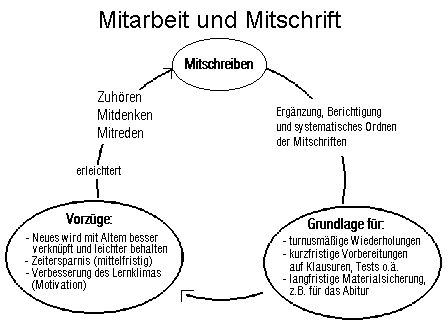 Mitarbeit und Mitschrift
Mitschreiben
Zuhören
Mitdenken
Mitreden
erleichtert
Ergänzung, Berichtigung
und systematisches Ordnen
der Mitschriften
Vorzüge:
- Neues wird mit Altem besser
verknüpft und leichter behalten
- Zeitersparnis (mittelfristig)
- Verbesserung des Lernklimas
(Motivation)
Grundlage für:
- turnusmäßige Wiederholungen
- kurzfristige Vorbereitungen
auf Klausuren, Tests o.ä.
- langfristige Materialsicherung,
z.B. für das Abitur